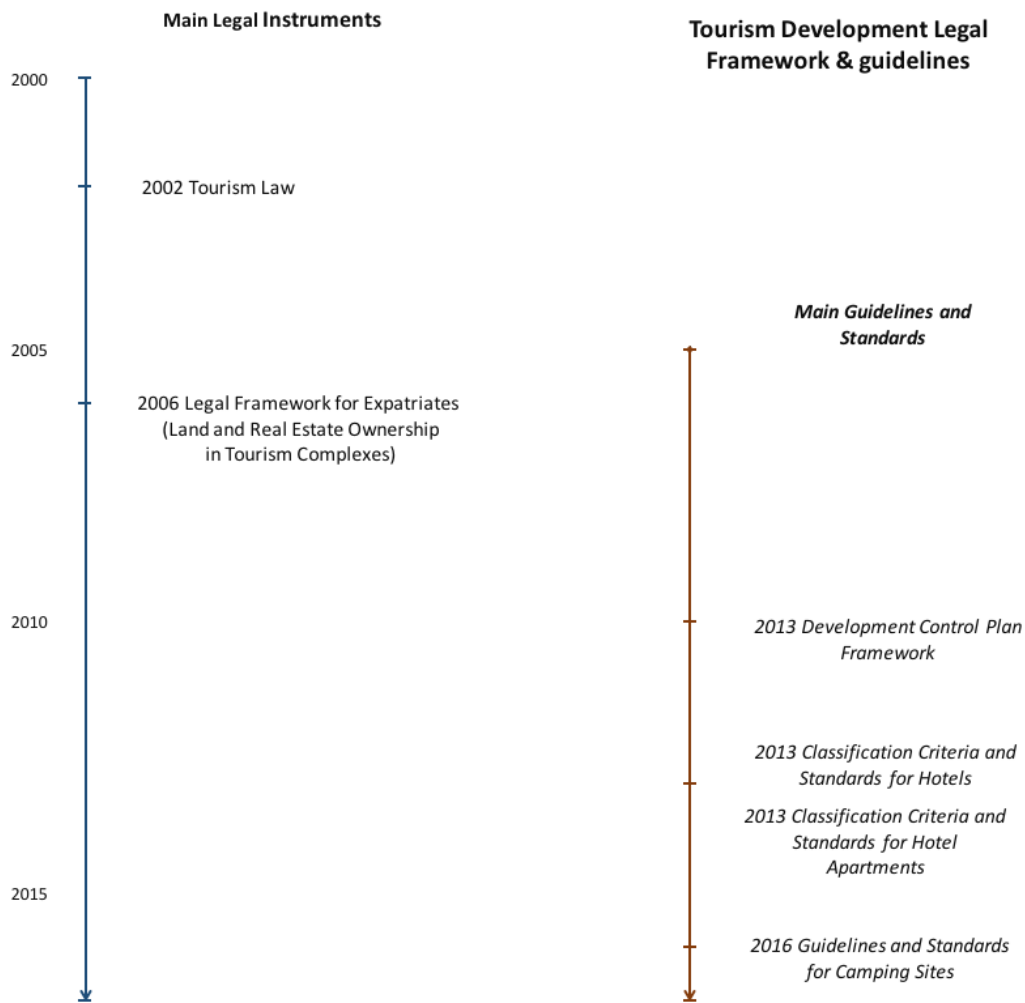 Main Legal Instruments
Tourism Development Legal
Framework & guidelines
2000
2002 Tourism Law
Main Guidelines and
Standards
2005
2006 Legal Framework for Expatriates
(Land and Real Estate Ownership
in Tourism Complexes)
2010
2013 Development Control Plan
Framework
2013 Classification Criteria and
Standards for Hotels
2013 Classification Criteria and
Standards for Hotel
Apartments
2015
2016 Guidelines and Standards
for Camping Sites